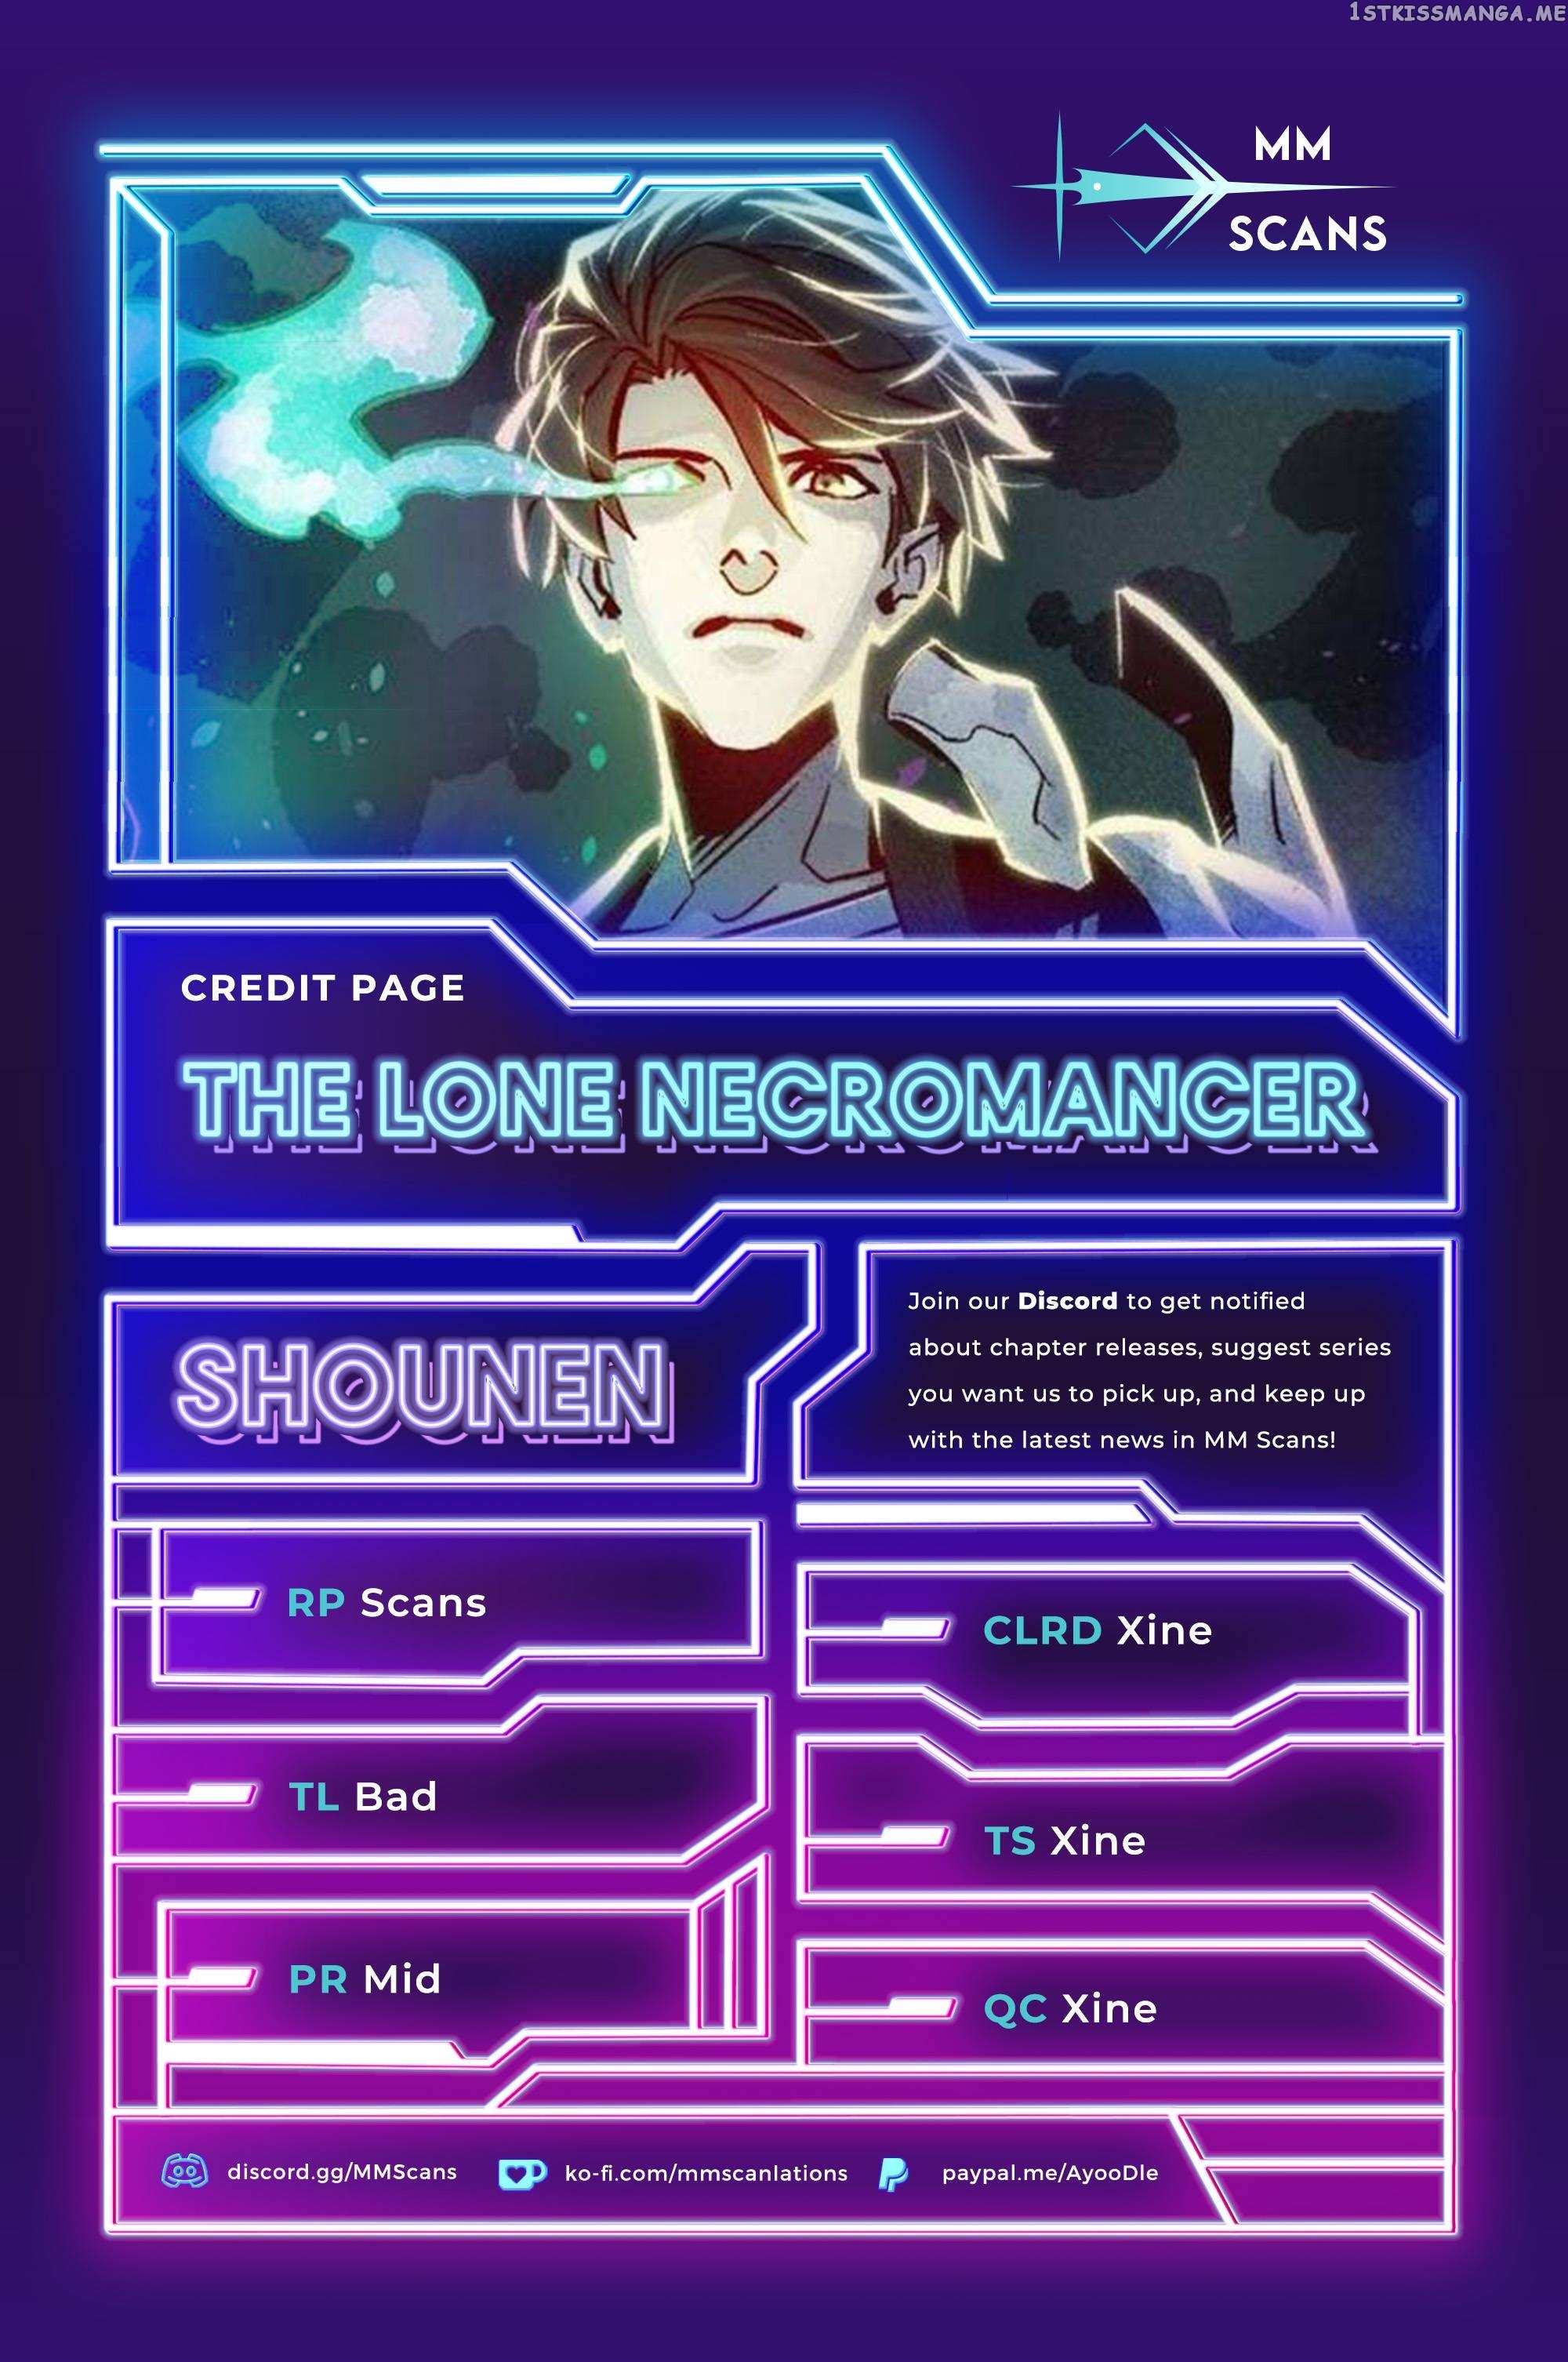 1STKISSMANGA.ME
MM
SCANS
CREDIT PAGE
THE LONE NECROMANCER
SHOUNEN
Join our Discord to get notified
about chapter releases, suggest series
you want us to pick up, and keep up
with the latest news in MM Scans!
RP Scans
TL Bad
PR Mid
CLRD Xine
TS Xine
QC Xine
discord.gg/MMScans
ko-fi.com/mmscanlations
paypal.me/AyooDle